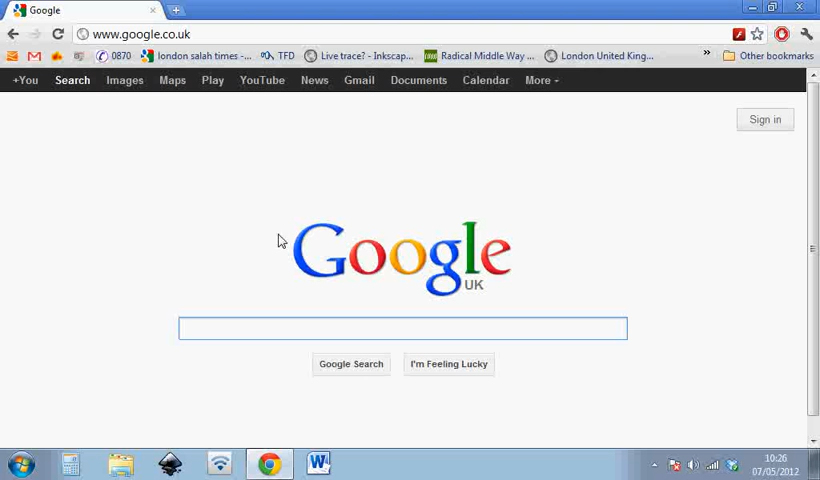 Google
www.google.co.uk
0870 london salah times -... TFD Live trace? - Inkscap... Radical Middle Way ... London United King... » Other bookmarks
+You Search Images Maps Play YouTube News Gmail Documents Calendar More
Sign in
Google
UK
Google Search I'm Feeling Lucky
10:26
07/05/2012